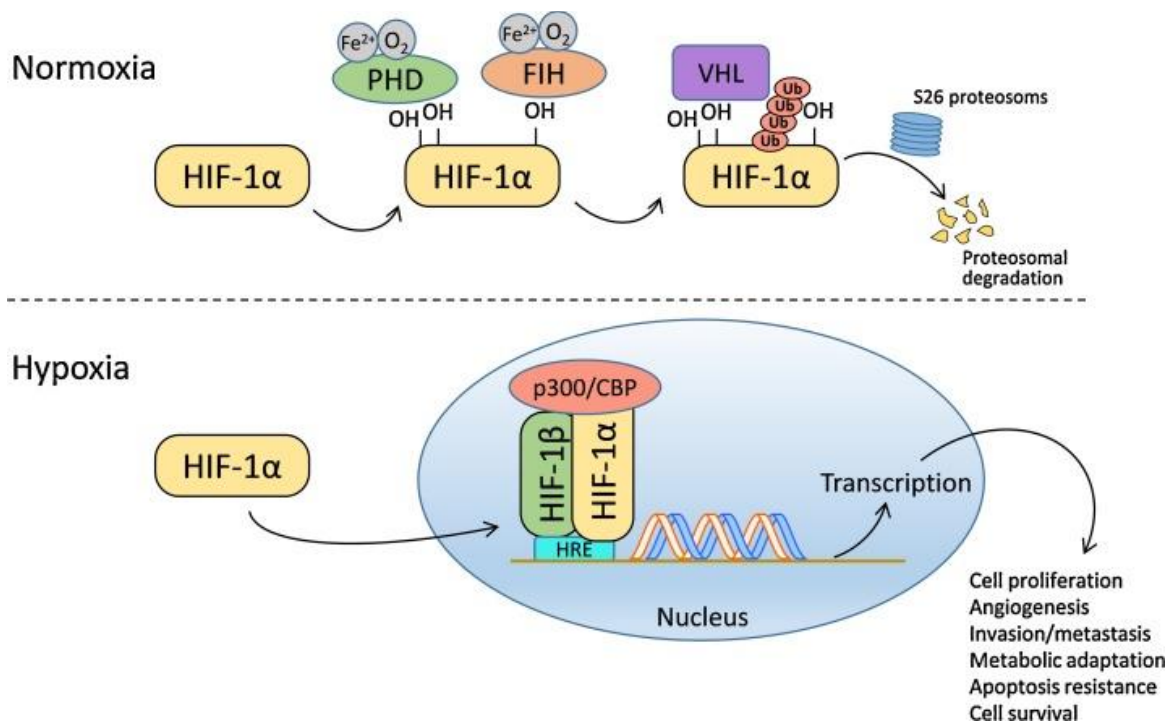 Normoxia
Fe²⁺ O₂
PHD
Fe²⁺ O₂
FIH
OH OH
OH
HIF-1α
HIF-1α
VHL
Ub
Ub
Ub
Ub
OH OH
OH
HIF-1α
S26 proteosoms
Proteosomal
degradation
Hypoxia
HIF-1α
p300/CBP
HIF-1β
HIF-1α
HRE
Transcription
Nucleus
Cell proliferation
Angiogenesis
Invasion/metastasis
Metabolic adaptation
Apoptosis resistance
Cell survival